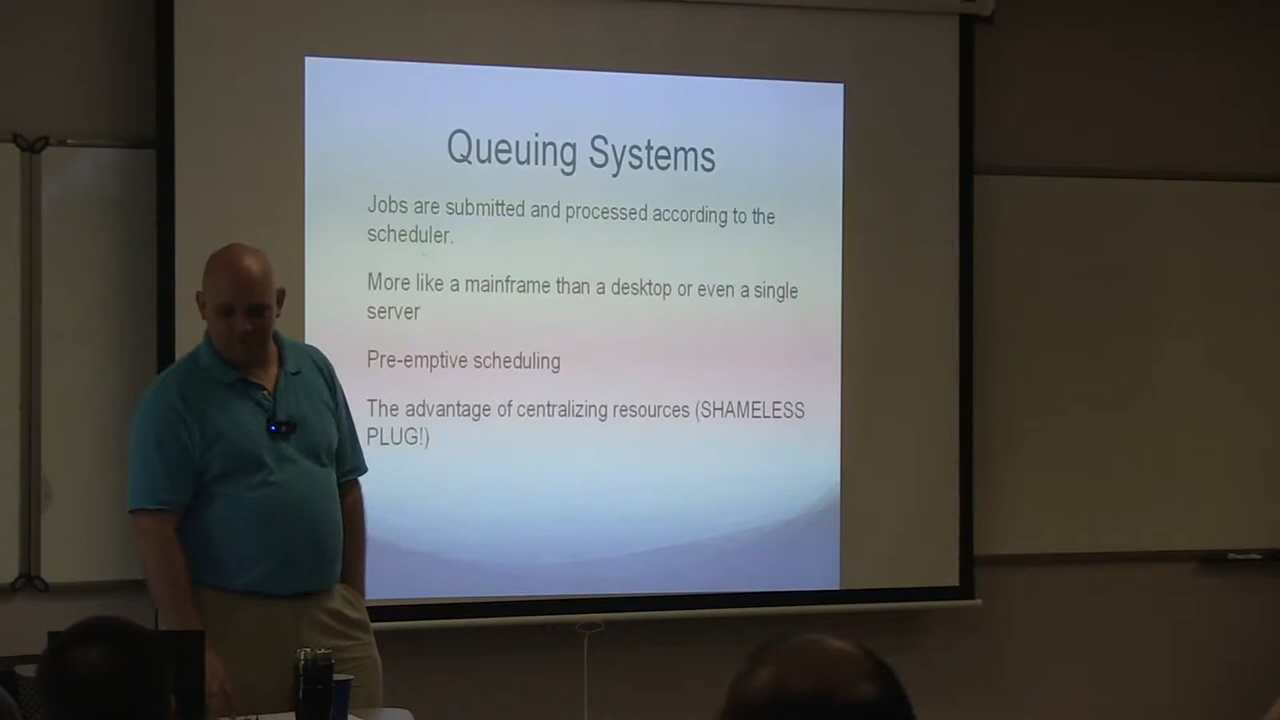 Queuing Systems
Jobs are submitted and processed according to the
scheduler.
More like a mainframe than a desktop or even a single
server
Pre-emptive scheduling
The advantage of centralizing resources (SHAMELESS
PLUG!)